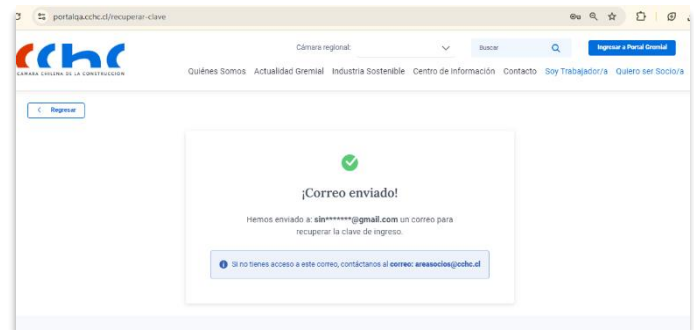 portalqa.cchc.cl/recuperar-clave
cchc
CÁMARA CHILENA DE LA CONSTRUCCIÓN
Cámara regional:
Buscar
Ingresar a Portal Gremial
Quiénes Somos Actualidad Gremial Industria Sostenible Centro de Información Contacto Soy Trabajador/a Quiero ser Socio/a
Regresar
¡Correo enviado!
Hemos enviado a: sin*******@gmail.com un correo para
recuperar la clave de ingreso.
Si no tienes acceso a este correo, contáctanos al correo: areasocios@cchc.cl